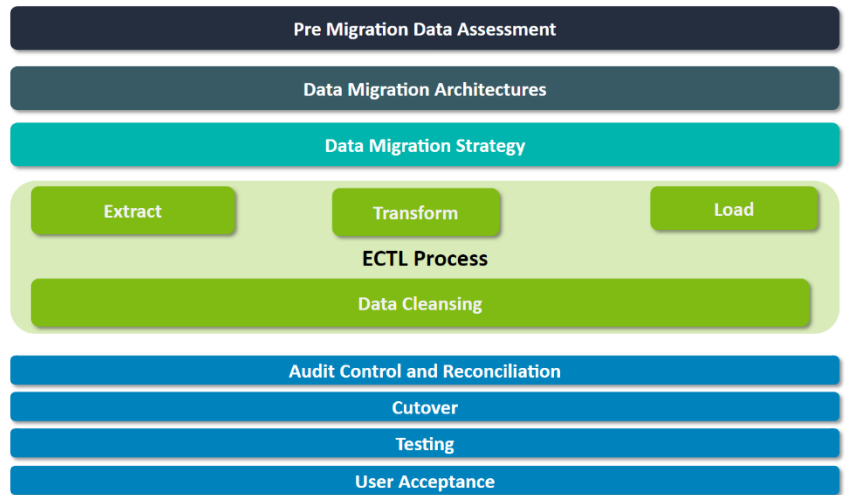 Pre Migration Data Assessment
Data Migration Architectures
Data Migration Strategy
Extract
Transform
Load
ECTL Process
Data Cleansing
Audit Control and Reconciliation
Cutover
Testing
User Acceptance